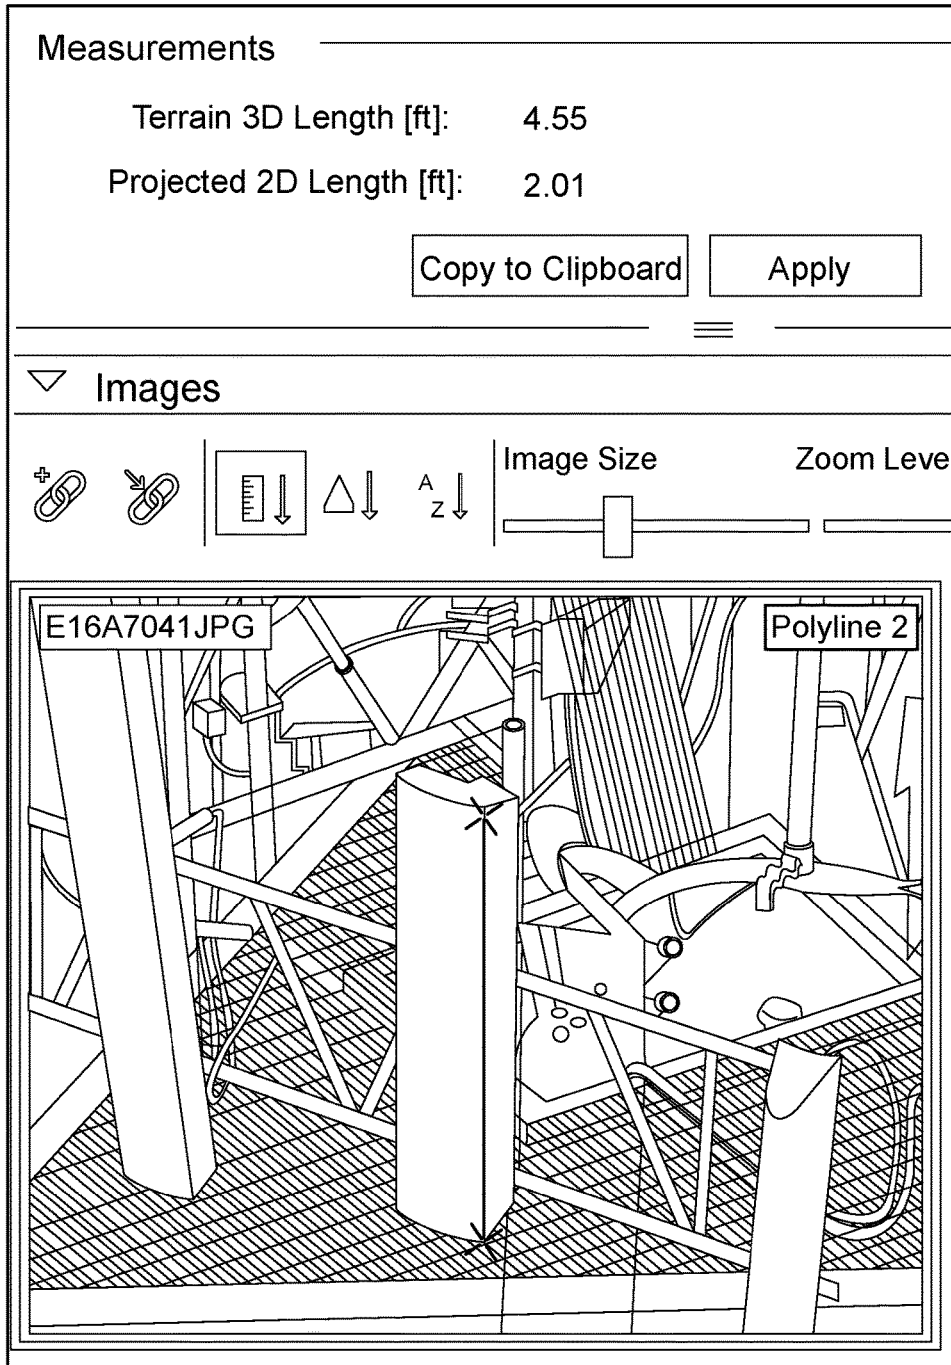 Measurements
Terrain 3D Length [ft]: 4.55
Projected 2D Length [ft]: 2.01
Copy to Clipboard Apply
Images
Image Size Zoom Leve
A
Z
E16A7041JPG Polyline 2